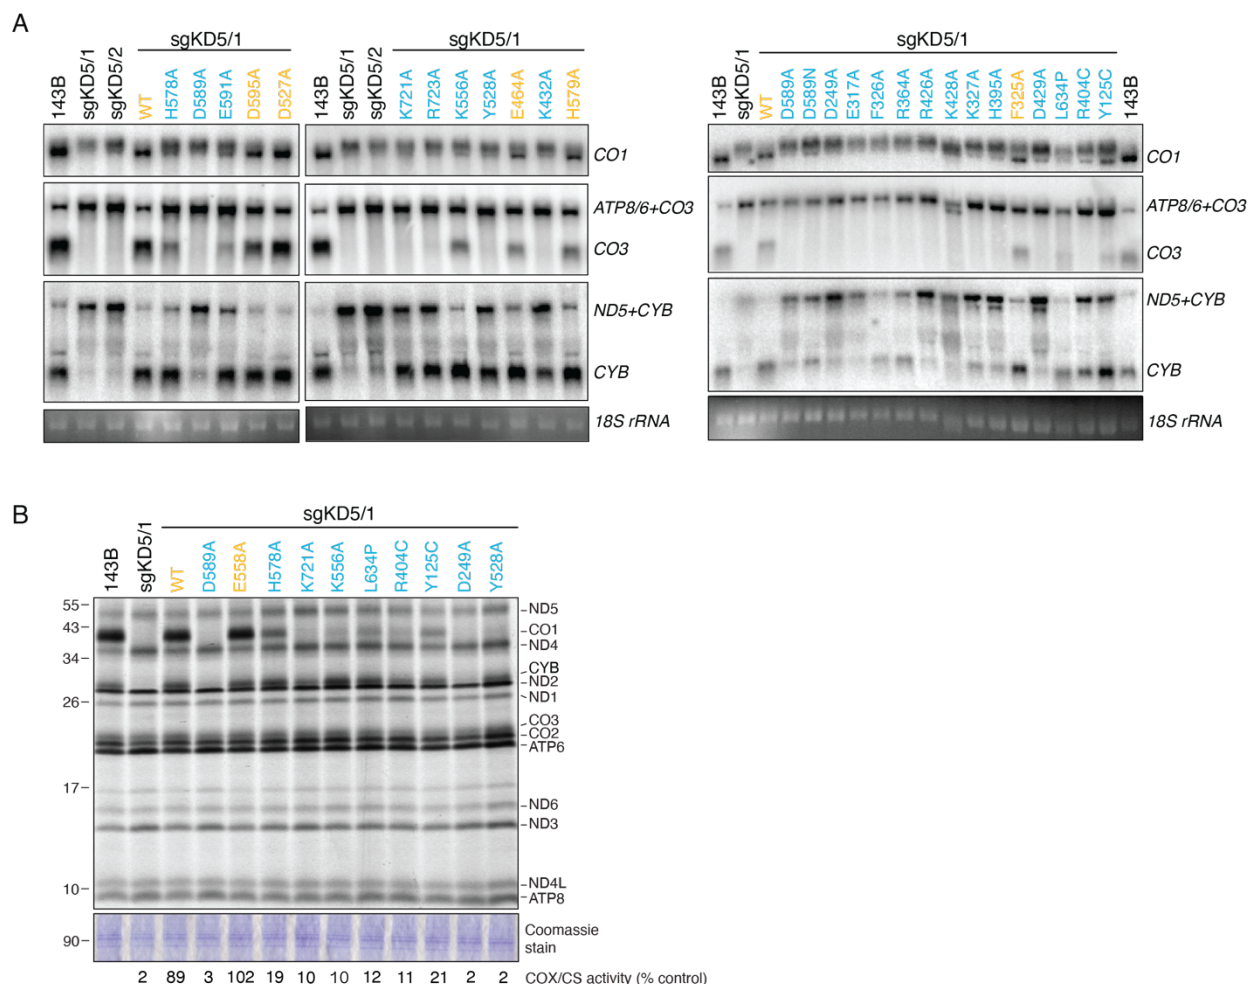 A
sgKD5/1
143B
sgKD5/1
sgKD5/2
WT
H578A
D589A
E591A
D595A
D527A
sgKD5/1
143B
sgKD5/1
sgKD5/2
K721A
R723A
K556A
Y528A
E464A
K432A
H579A
sgKD5/1
143B
sgKD5/1
WT
D589A
D589N
D249A
E317A
F326A
R364A
R426A
K428A
K327A
H395A
F325A
D429A
L634P
R404C
Y125C
143B
CO1
ATP8/6+CO3
CO3
ND5+CYB
CYB
18S rRNA
CO1
ATP8/6+CO3
CO3
ND5+CYB
CYB
18S rRNA
B
sgKD5/1
143B
sgKD5/1
WT
D589A
E558A
H578A
K721A
K556A
L634P
R404C
Y125C
D249A
Y528A
55
43
34
26
17
10
90
ND5
CO1
ND4
CYB
ND2
ND1
CO3
CO2
ATP6
ND6
ND3
ND4L
ATP8
Coomassie
stain
2 89 3 102 19 10 10 12 11 21 2 2 COX/CS activity (% control)